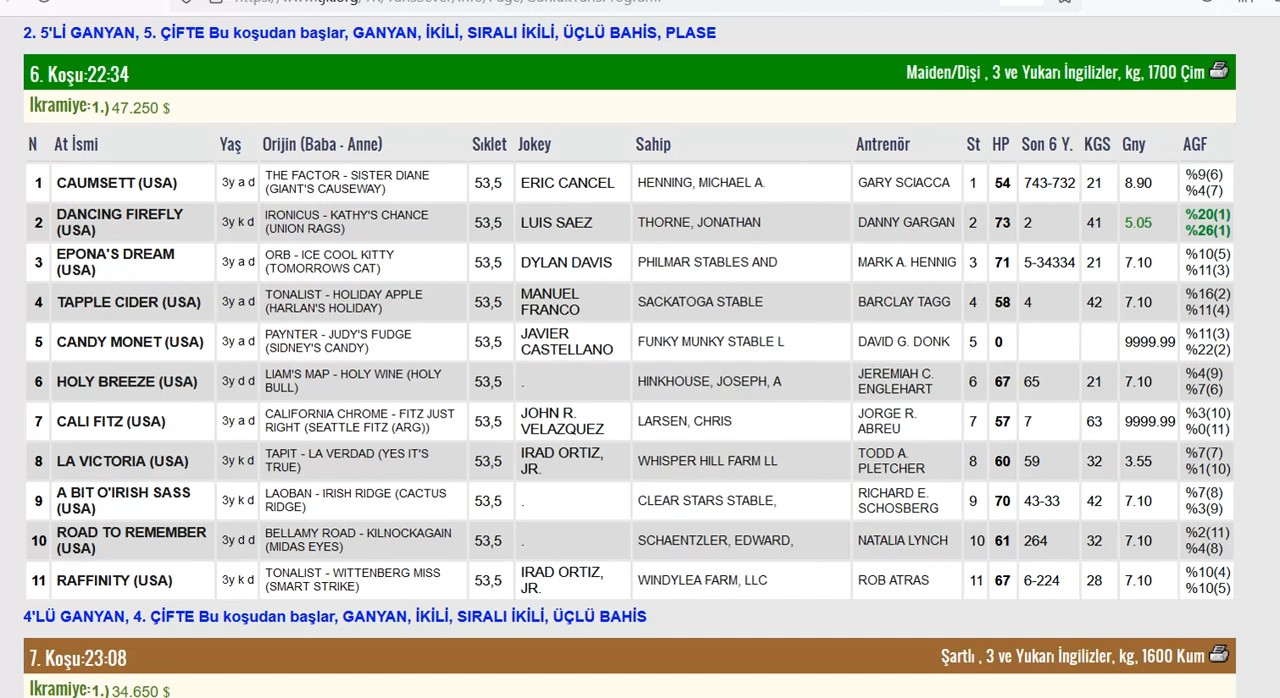 2. 5'Lİ GANYAN, 5. ÇİFTE Bu koşudan başlar, GANYAN, İKİLİ, SIRALI İKİLİ, ÜÇLÜ BAHİS, PLASE
6. Koşu:22:34 Maiden/Dişi , 3 ve Yukarı İngilizler, kg, 1700 Çim
İkramiye:1.) 47.250 $
N At İsmi Yaş Orijin (Baba - Anne) Sıklet Jokey Sahip Antrenör St HP Son 6 Y. KGS Gny AGF
1 CAUMSETT (USA) 3y a d THE FACTOR - SISTER DIANE (GIANT'S CAUSEWAY) 53,5 ERIC CANCEL HENNING, MICHAEL A. GARY SCIACCA 1 54 743-732 21 8.90 %9(6) %4(7)
2 DANCING FIREFLY (USA) 3y k d IRONICUS - KATHY'S CHANCE (UNION RAGS) 53,5 LUIS SAEZ THORNE, JONATHAN DANNY GARGAN 2 73 2 41 5.05 %20(1) %26(1)
3 EPONA'S DREAM (USA) 3y a d ORB - ICE COOL KITTY (TOMORROWS CAT) 53,5 DYLAN DAVIS PHILMAR STABLES AND MARK A. HENNIG 3 71 5-34334 21 7.10 %10(5) %11(3)
4 TAPPLE CIDER (USA) 3y a d TONALIST - HOLIDAY APPLE (HARLAN'S HOLIDAY) 53,5 MANUEL FRANCO SACKATOGA STABLE BARCLAY TAGG 4 58 4 42 7.10 %16(2) %11(4)
5 CANDY MONET (USA) 3y a d PAYNTER - JUDY'S FUDGE (SIDNEY'S CANDY) 53,5 JAVIER CASTELLANO FUNKY MUNKY STABLE L DAVID G. DONK 5 0 9999.99 %11(3) %22(2)
6 HOLY BREEZE (USA) 3y d d LIAM'S MAP - HOLY WINE (HOLY BULL) 53,5 . HINKHOUSE, JOSEPH, A JEREMIAH C. ENGLEHART 6 67 65 21 7.10 %4(9) %7(6)
7 CALI FITZ (USA) 3y a d CALIFORNIA CHROME - FITZ JUST RIGHT (SEATTLE FITZ (ARG)) 53,5 JOHN R. VELAZQUEZ LARSEN, CHRIS JORGE R. ABREU 7 57 7 63 9999.99 %3(10) %0(11)
8 LA VICTORIA (USA) 3y k d TAPIT - LA VERDAD (YES IT'S TRUE) 53,5 IRAD ORTIZ, JR. WHISPER HILL FARM LL TODD A. PLETCHER 8 60 59 32 3.55 %7(7) %1(10)
9 A BIT O'IRISH SASS (USA) 3y k d LAOBAN - IRISH RIDGE (CACTUS RIDGE) 53,5 . CLEAR STARS STABLE, RICHARD E. SCHOSBERG 9 70 43-33 42 7.10 %7(8) %3(9)
10 ROAD TO REMEMBER (USA) 3y d d BELLAMY ROAD - KILNOCKAGAIN (MIDAS EYES) 53,5 . SCHAENTZLER, EDWARD, NATALIA LYNCH 10 61 264 32 7.10 %2(11) %4(8)
11 RAFFINITY (USA) 3y k d TONALIST - WITTENBERG MISS (SMART STRIKE) 53,5 IRAD ORTIZ, JR. WINDYLEA FARM, LLC ROB ATRAS 11 67 6-224 28 7.10 %10(4) %10(5)
4'LÜ GANYAN, 4. ÇİFTE Bu koşudan başlar, GANYAN, İKİLİ, SIRALI İKİLİ, ÜÇLÜ BAHİS
7. Koşu:23:08 Şartlı , 3 ve Yukarı İngilizler, kg, 1600 Kum
İkramiye:1.) 34.650 $